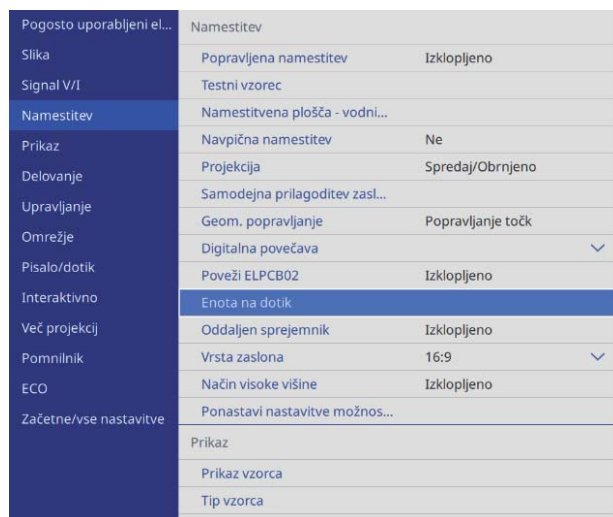 Pogosto uporabljeni el...
Slika
Signal V/I
Namestitev
Prikaz
Delovanje
Upravljanje
Omrežje
Pisalo/dotik
Interaktivno
Več projekcij
Pomnilnik
ECO
Začetne/vse nastavitve
Namestitev
Popravljena namestitev Izklopljeno
Testni vzorec
Namestitvena plošča - vodni...
Navpična namestitev Ne
Projekcija Spredaj/Obrnjeno
Samodejna prilagoditev zasl...
Geom. popravljanje Popravljanje točk
Digitalna povečava
Poveži ELPCB02 Izklopljeno
Enota na dotik
Oddaljen sprejemnik Izklopljeno
Vrsta zaslona 16:9
Način visoke višine Izklopljeno
Ponastavi nastavitve možnos...
Prikaz
Prikaz vzorca
Tip vzorca